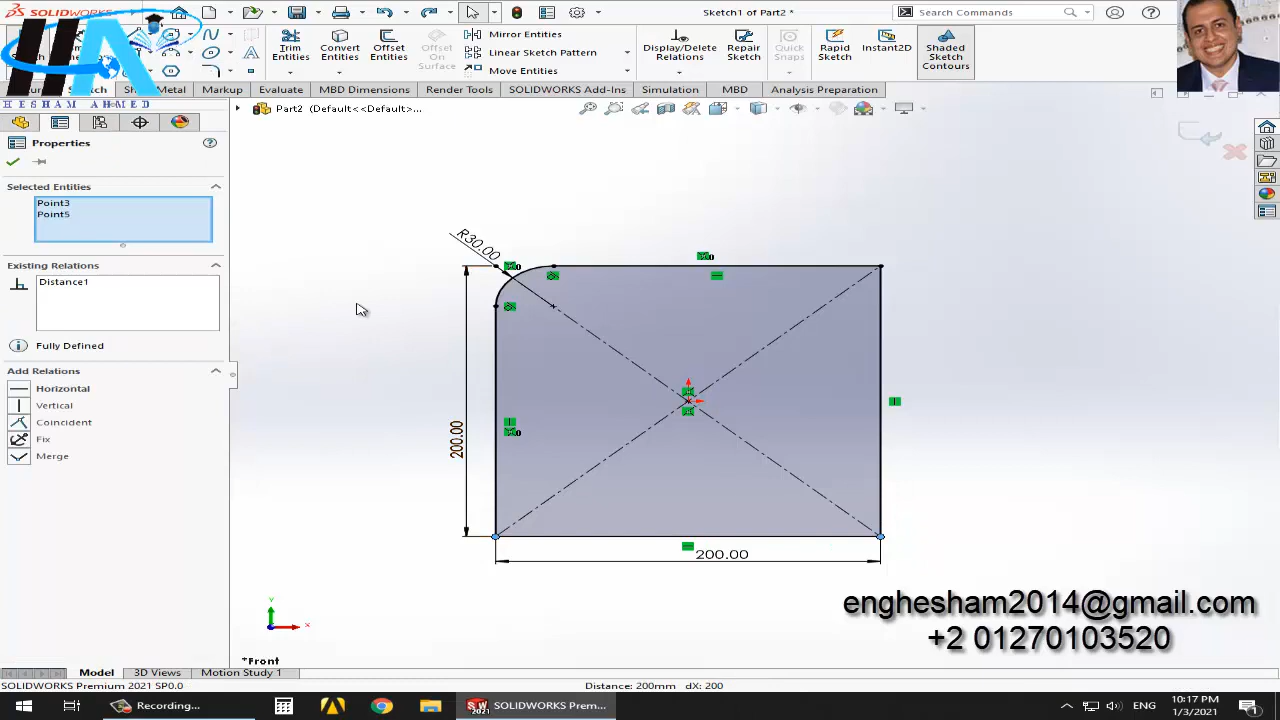 SOLIDWORKS
Sketch1 of Part2 *
Search Commands
Trim Entities
Convert Entities
Offset Entities
Offset On Surface
Mirror Entities
Linear Sketch Pattern
Move Entities
Display/Delete Relations
Repair Sketch
Quick Snaps
Rapid Sketch
Instant2D
Shaded Sketch Contours
Markup
Evaluate
MBD Dimensions
Render Tools
SOLIDWORKS Add-Ins
Simulation
MBD
Analysis Preparation
HESHAM AHMED
Part2 (Default<<Default>...
Properties
Selected Entities
Point3
Point5
Existing Relations
Distance1
Fully Defined
Add Relations
Horizontal
Vertical
Coincident
Fix
Merge
R30.00
200.00
200.00
Y
X
*Front
enghesham2014@gmail.com
+2 01270103520
Model
3D Views
Motion Study 1
SOLIDWORKS Premium 2021 SP0.0
Distance: 200mm dX: 200
Recording...
SOLIDWORKS Prem...
ENG
10:17 PM
1/3/2021